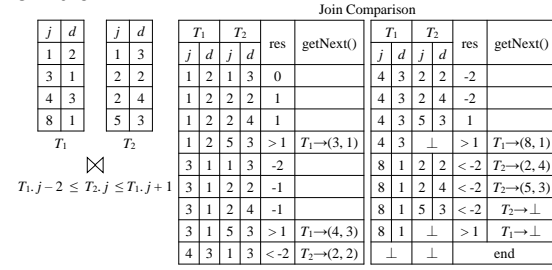 Join Comparison
j d
1 2
3 1
4 3
8 1
T1
j d
1 3
2 2
2 4
5 3
T2
⋈
T1. j – 2 ≤ T2. j ≤ T1. j + 1
T1 T2 res getNext()
j d j d
1 2 1 3 0
1 2 2 2 1
1 2 2 4 1
1 2 5 3 > 1 T1→(3, 1)
3 1 1 3 -2
3 1 2 2 -1
3 1 2 4 -1
3 1 5 3 > 1 T1→(4, 3)
4 3 1 3 < -2 T2→(2, 2)
T1 T2 res getNext()
j d j d
4 3 2 2 -2
4 3 2 4 -2
4 3 5 3 1
4 3 ⊥ > 1 T1→(8, 1)
8 1 2 2 < -2 T2→(2, 4)
8 1 2 4 < -2 T2→(5, 3)
8 1 5 3 < -2 T2→⊥
8 1 ⊥ > 1 T1→⊥
⊥ ⊥ end